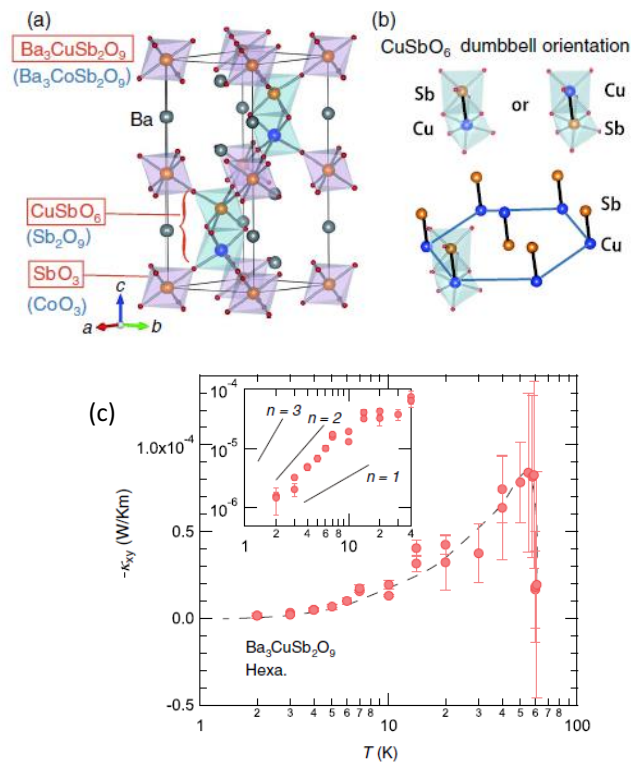 (a)
Ba₃CuSb₂O₉
(Ba₃CoSb₂O₉)
Ba
CuSbO₆
(Sb₂O₉)
SbO₃
(CoO₃)
c
a
b
(b)
CuSbO₆ dumbbell orientation
Sb
Cu
or
Cu
Sb
Sb
Cu
(c)
-κxy (W/Km)
1.0x10⁻⁴
0.5
0.0
-0.5
10⁻⁴
10⁻⁵
10⁻⁶
n = 3
n = 2
n = 1
1
2
4
6
8
10
2
4
Ba₃CuSb₂O₉
Hexa.
1
2
3
4
5
6
7
8
10
2
3
4
5
6
7
8
100
T (K)